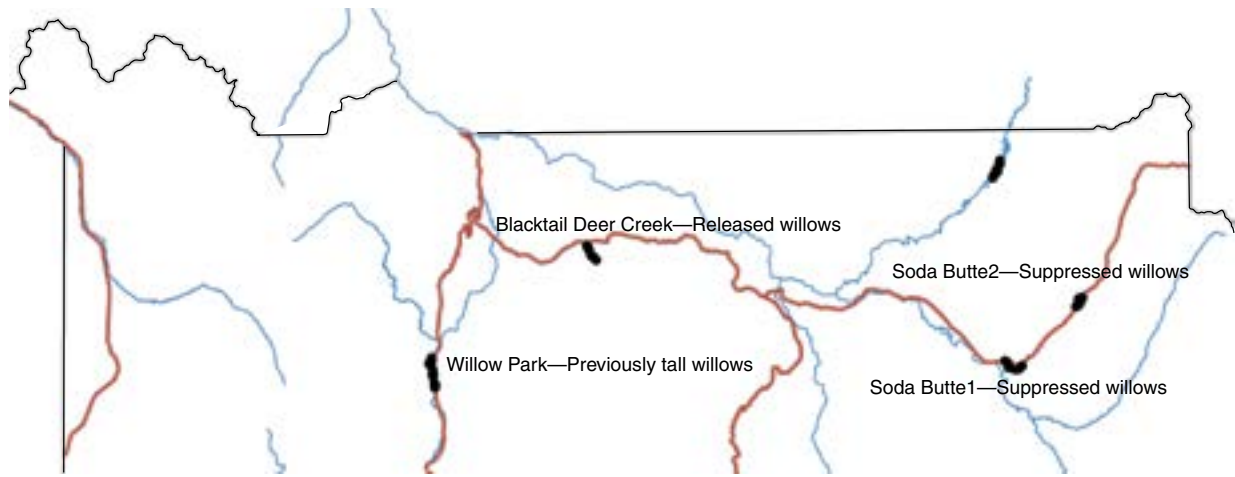 Blacktail Deer Creek—Released willows
Soda Butte2—Suppressed willows
Willow Park—Previously tall willows
Soda Butte1—Suppressed willows